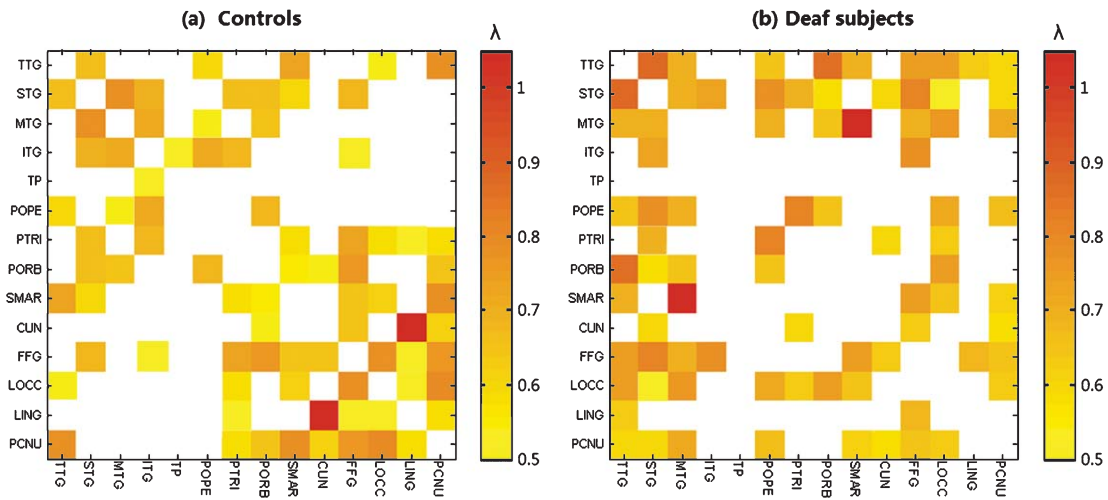 (a) Controls
(b) Deaf subjects
λ
λ
TTG
STG
MTG
ITG
TP
POPE
PTRI
PORB
SMAR
CUN
FFG
LOCC
LING
PCNU
1
0.9
0.8
0.7
0.6
0.5
TTG
STG
MTG
ITG
TP
POPE
PTRI
PORB
SMAR
CUN
FFG
LOCC
LING
PCNU
1
0.9
0.8
0.7
0.6
0.5
TTG STG MTG ITG TP POPE PTRI PORB SMAR CUN FFG LOCC LING PCNU
TTG STG MTG ITG TP POPE PTRI PORB SMAR CUN FFG LOCC LING PCNU